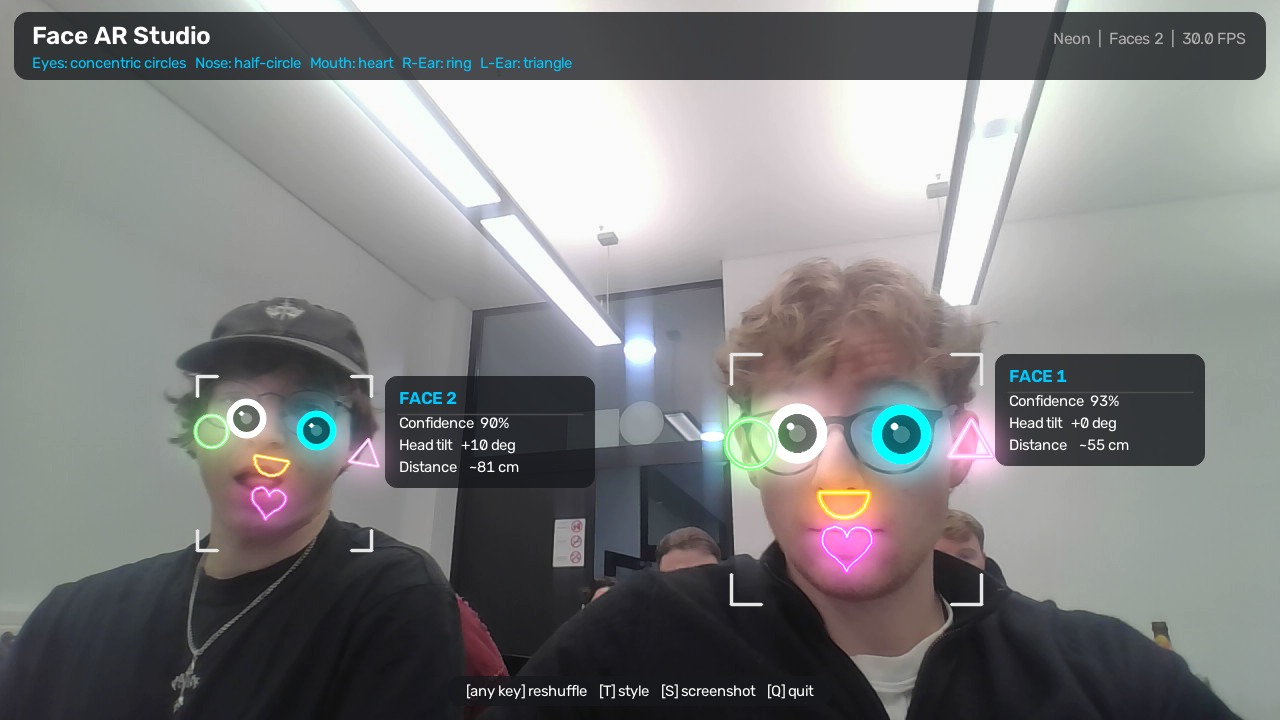 Face AR Studio
Neon | Faces 2 | 30.0 FPS
Eyes: concentric circles Nose: half-circle Mouth: heart R-Ear: ring L-Ear: triangle
FACE 1
Confidence 93%
Head tilt +0 deg
Distance ~55 cm
FACE 2
Confidence 90%
Head tilt +10 deg
Distance ~81 cm
[any key] reshuffle [T] style [S] screenshot [Q] quit